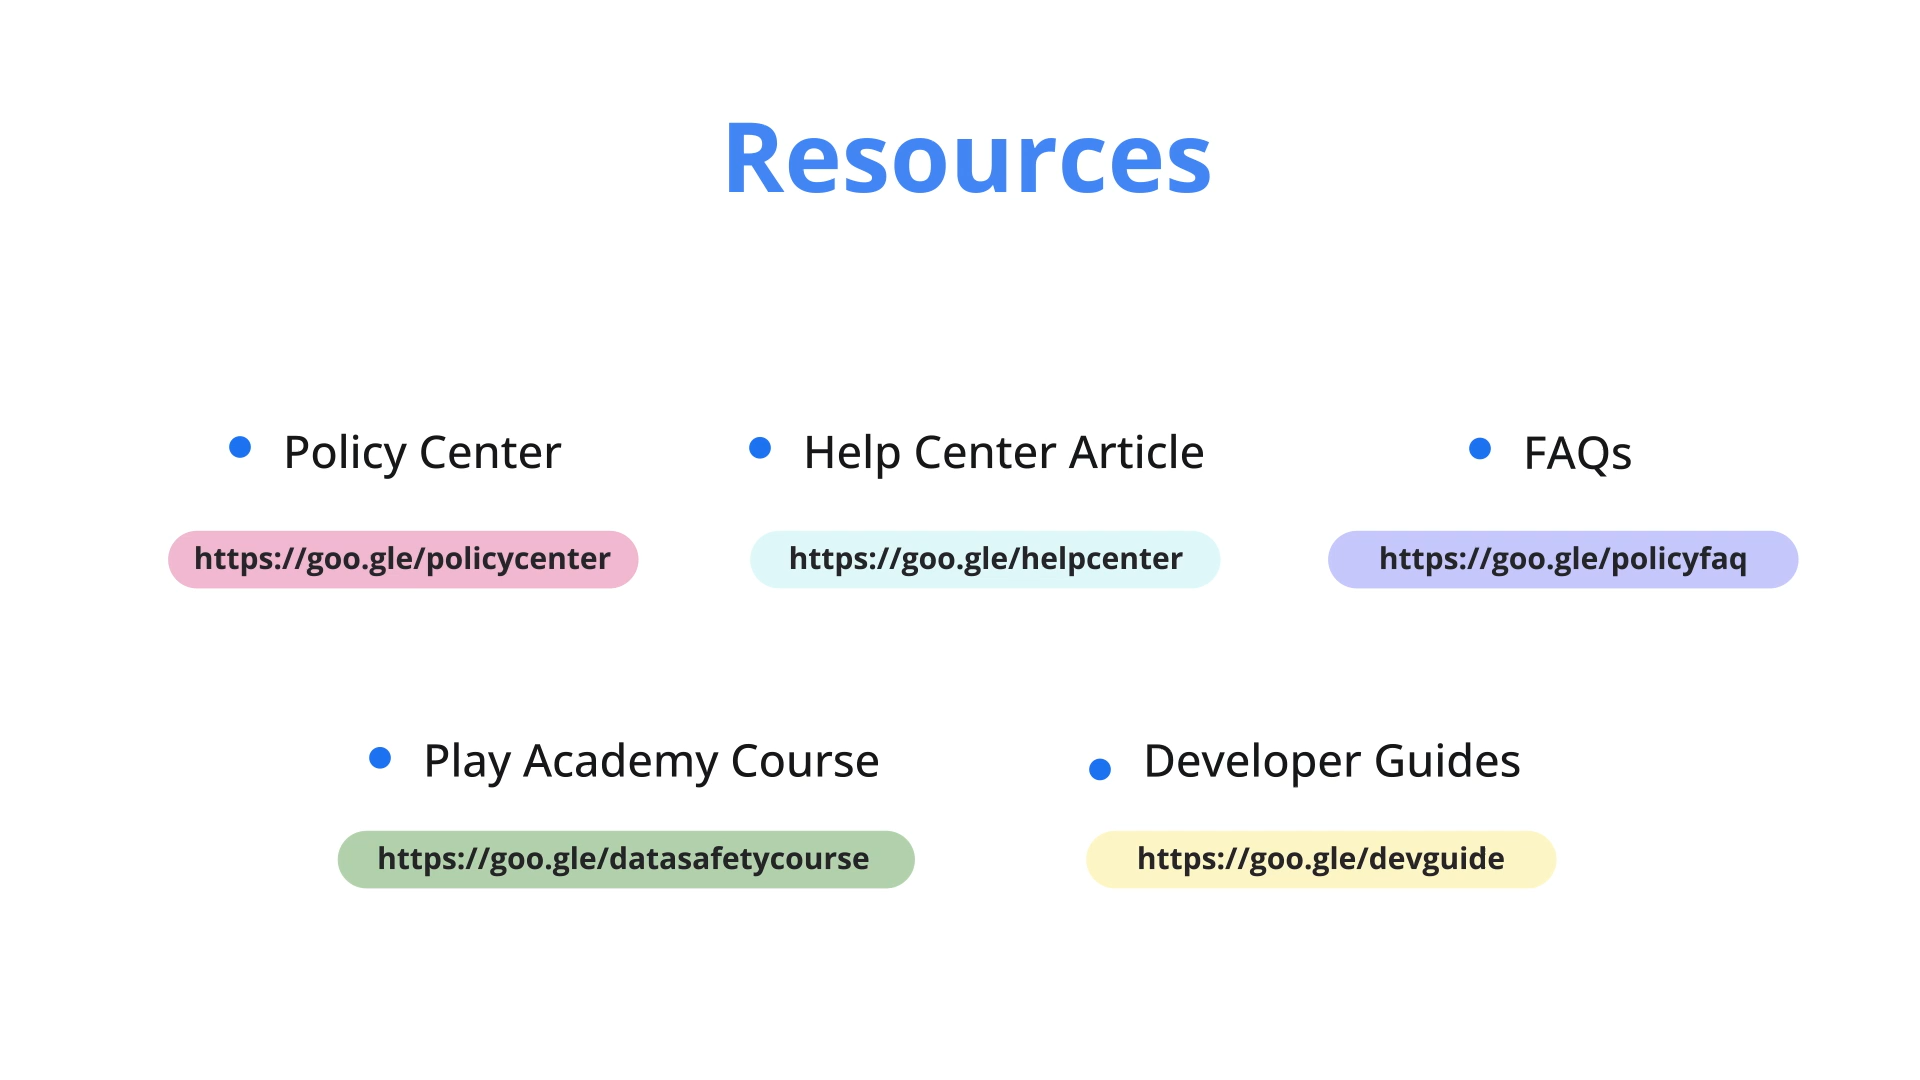 Resources
Policy Center
https://goo.gle/policycenter
Help Center Article
https://goo.gle/helpcenter
FAQs
https://goo.gle/policyfaq
Play Academy Course
https://goo.gle/datasafetycourse
Developer Guides
https://goo.gle/devguide